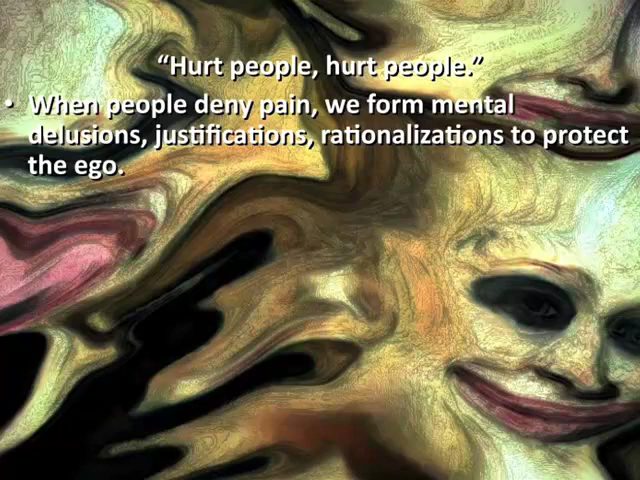 “Hurt people, hurt people.”
• When people deny pain, we form mental
delusions, justifications, rationalizations to protect
the ego.